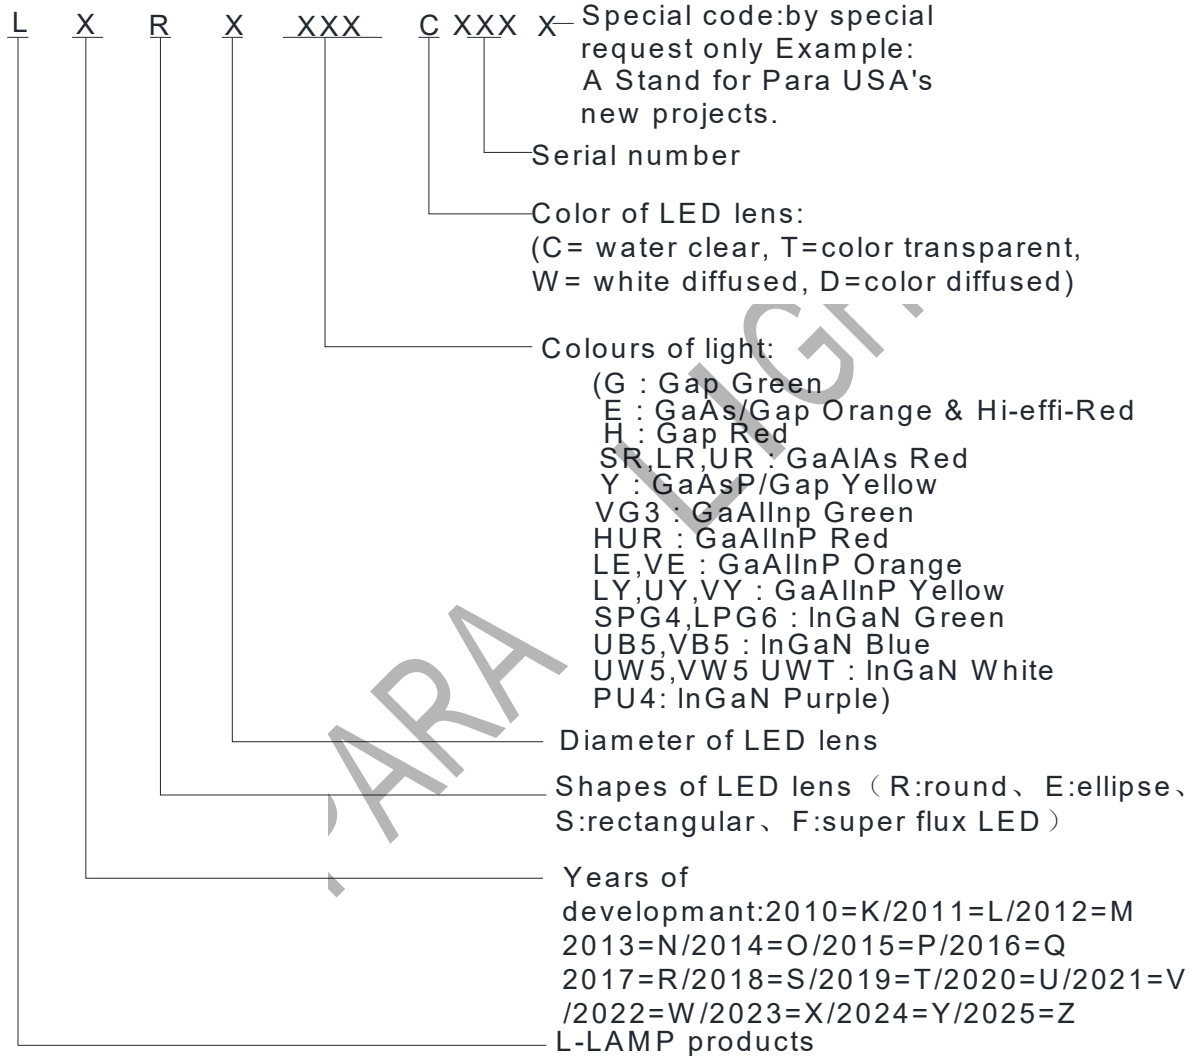 L X R X XXX C XXX X
Special code:by special
request only Example:
A Stand for Para USA's
new projects.
Serial number
Color of LED lens:
(C= water clear, T=color transparent,
W= white diffused, D=color diffused)
Colours of light:
(G : Gap Green
E : GaAs/Gap Orange & Hi-effi-Red
H : Gap Red
SR,LR,UR : GaAlAs Red
Y : GaAsP/Gap Yellow
VG3 : GaAlInp Green
HUR : GaAlInP Red
LE,VE : GaAlInP Orange
LY,UY,VY : GaAlInP Yellow
SPG4,LPG6 : InGaN Green
UB5,VB5 : InGaN Blue
UW5,VW5 UWT : InGaN White
PU4: InGaN Purple)
Diameter of LED lens
Shapes of LED lens（R:round、E:ellipse、
S:rectangular、F:super flux LED）
Years of
developmant:2010=K/2011=L/2012=M
2013=N/2014=O/2015=P/2016=Q
2017=R/2018=S/2019=T/2020=U/2021=V
/2022=W/2023=X/2024=Y/2025=Z
L-LAMP products
PARA LIGH